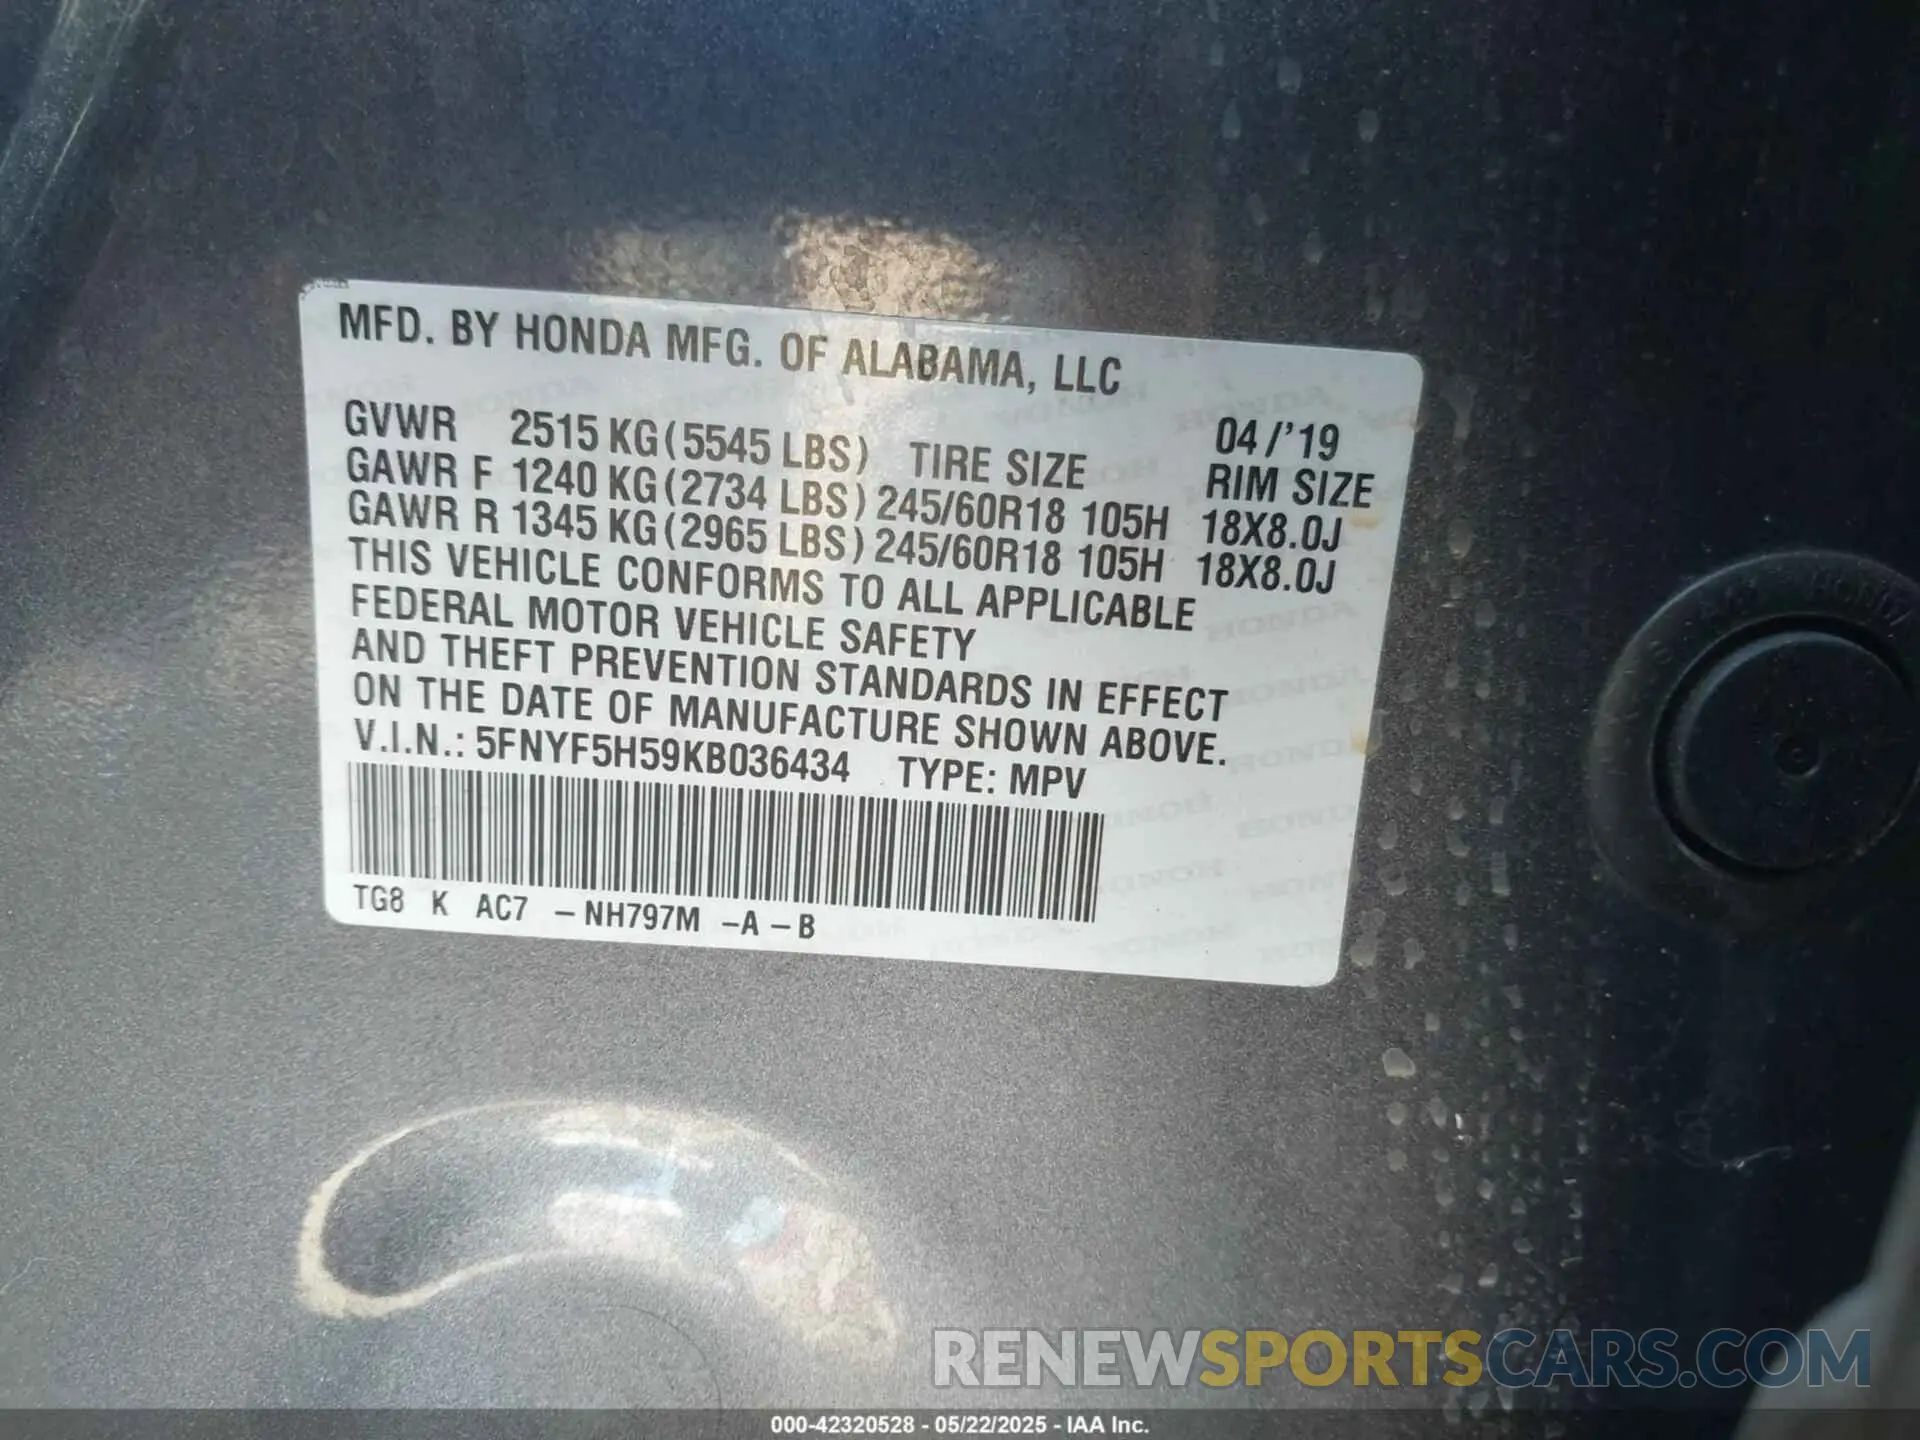 MFD. BY HONDA MFG. OF ALABAMA, LLC
04/'19
GVWR 2515 KG (5545 LBS) TIRE SIZE RIM SIZE
GAWR F 1240 KG (2734 LBS) 245/60R18 105H 18X8.0J
GAWR R 1345 KG (2965 LBS) 245/60R18 105H 18X8.0J
THIS VEHICLE CONFORMS TO ALL APPLICABLE
FEDERAL MOTOR VEHICLE SAFETY
AND THEFT PREVENTION STANDARDS IN EFFECT
ON THE DATE OF MANUFACTURE SHOWN ABOVE.
V.I.N.: 5FNYF5H59KB036434 TYPE: MPV
TG8 K AC7 -NH797M -A-B
RENEWSPORTSCARS.COM
000-42320528 - 05/22/2025 - IAA Inc.